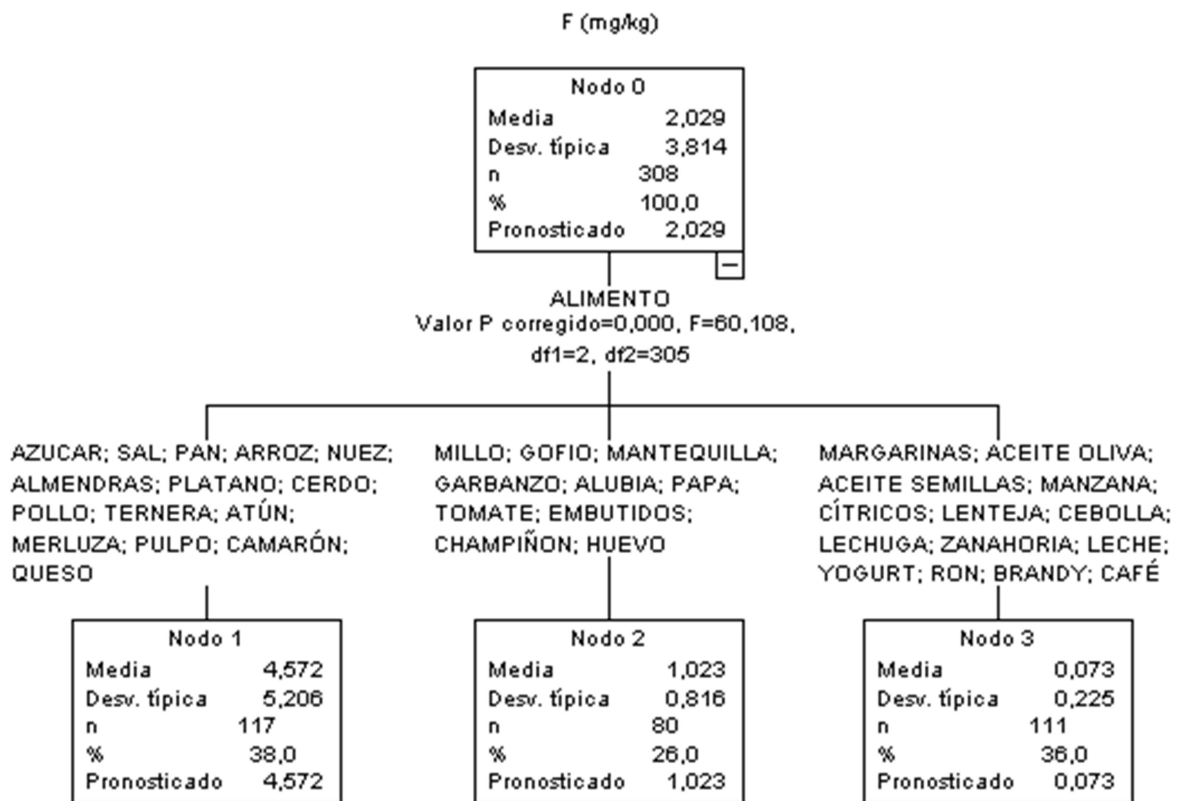 F (mg/kg)
Nodo 0
Media 2,029
Desv. típica 3,814
n 308
% 100,0
Pronosticado 2,029
ALIMENTO
Valor P corregido=0,000, F=60,108,
df1=2, df2=305
AZUCAR; SAL; PAN; ARROZ; NUEZ;
ALMENDRAS; PLATANO; CERDO;
POLLO; TERNERA; ATÚN;
MERLUZA; PULPO; CAMARÓN;
QUESO
Nodo 1
Media 4,572
Desv. típica 5,206
n 117
% 38,0
Pronosticado 4,572
MILLO; GOFIO; MANTEQUILLA;
GARBANZO; ALUBIA; PAPA;
TOMATE; EMBUTIDOS;
CHAMPIÑON; HUEVO
Nodo 2
Media 1,023
Desv. típica 0,816
n 80
% 26,0
Pronosticado 1,023
MARGARINAS; ACEITE OLIVA;
ACEITE SEMILLAS; MANZANA;
CÍTRICOS; LENTEJA; CEBOLLA;
LECHUGA; ZANAHORIA; LECHE;
YOGURT; RON; BRANDY; CAFÉ
Nodo 3
Media 0,073
Desv. típica 0,225
n 111
% 36,0
Pronosticado 0,073